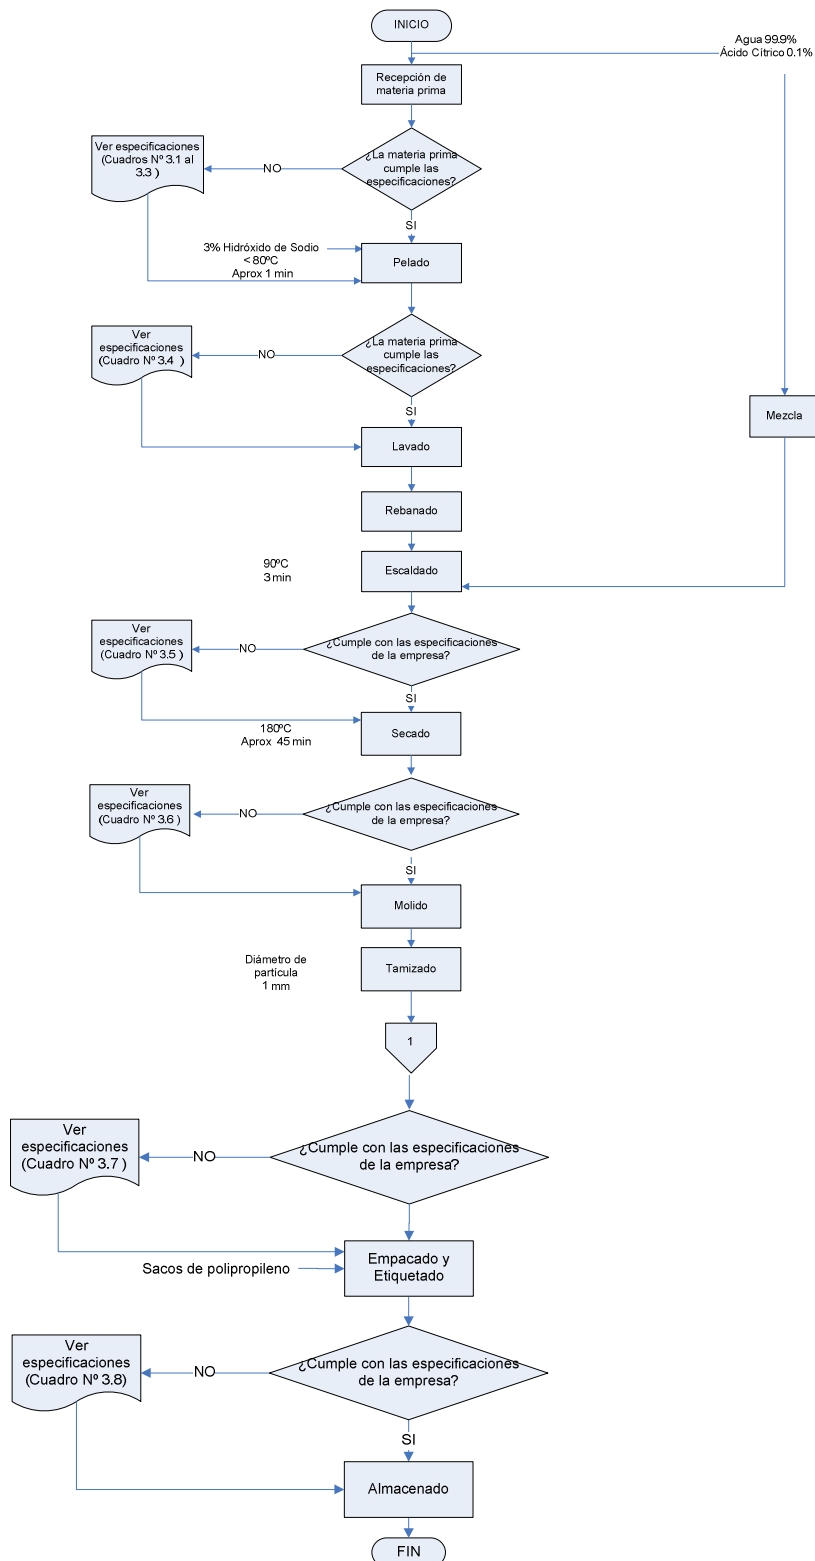 INICIO
Agua 99.9%
Ácido Cítrico 0.1%
Recepción de
materia prima
¿La materia prima
cumple las
especificaciones?
NO
Ver especificaciones
(Cuadros Nº 3.1 al
3.3 )
SI
3% Hidróxido de Sodio
< 80ºC
Aprox 1 min
Pelado
¿La materia prima
cumple las
especificaciones?
NO
Ver
especificaciones
(Cuadro Nº 3.4 )
SI
Mezcla
Lavado
Rebanado
90ºC
3 min
Escaldado
¿Cumple con las especificaciones
de la empresa?
NO
Ver
especificaciones
(Cuadro Nº 3.5 )
SI
180ºC
Aprox 45 min
Secado
¿Cumple con las especificaciones
de la empresa?
NO
Ver
especificaciones
(Cuadro Nº 3.6 )
SI
Molido
Diámetro de
partícula
1 mm
Tamizado
1
¿Cumple con las especificaciones
de la empresa?
NO
Ver
especificaciones
(Cuadro Nº 3.7 )
Empacado y
Etiquetado
Sacos de polipropileno
¿Cumple con las especificaciones
de la empresa?
NO
Ver
especificaciones
(Cuadro Nº 3.8)
SI
Almacenado
FIN